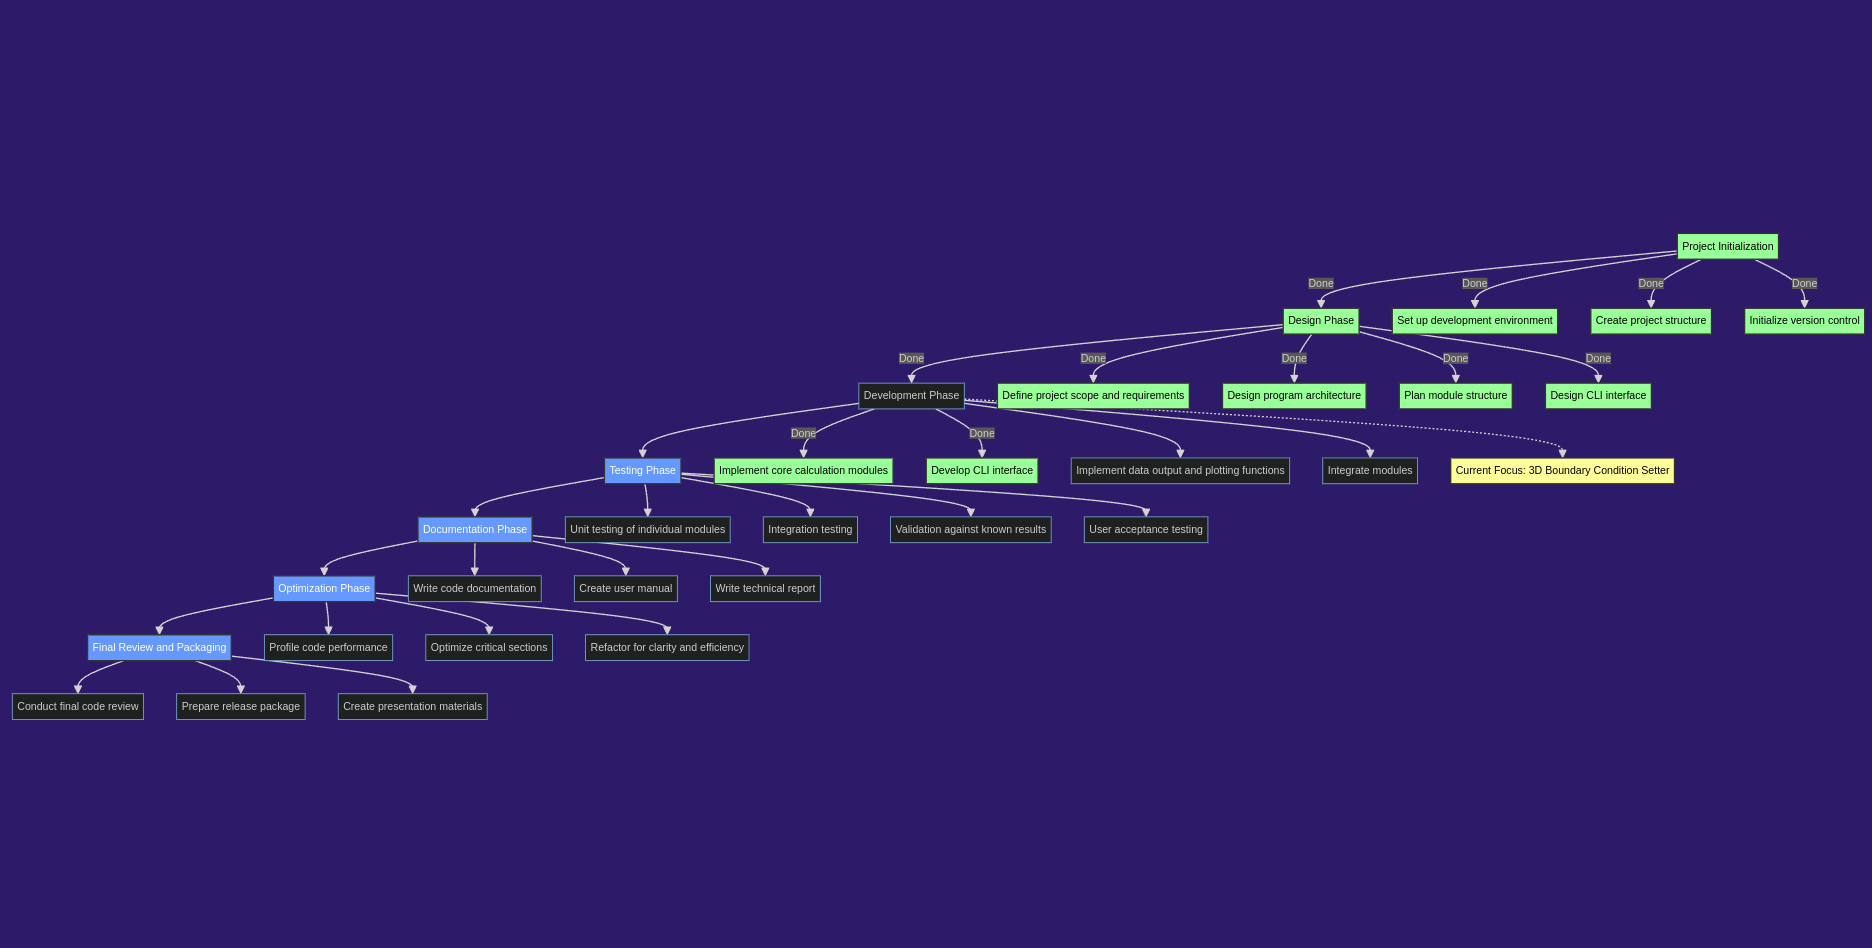 Project Initialization
Done
Done
Done
Done
Design Phase
Set up development environment
Create project structure
Initialize version control
Done
Done
Done
Done
Done
Development Phase
Define project scope and requirements
Design program architecture
Plan module structure
Design CLI interface
Done
Done
Testing Phase
Implement core calculation modules
Develop CLI interface
Implement data output and plotting functions
Integrate modules
Current Focus: 3D Boundary Condition Setter
Documentation Phase
Unit testing of individual modules
Integration testing
Validation against known results
User acceptance testing
Optimization Phase
Write code documentation
Create user manual
Write technical report
Final Review and Packaging
Profile code performance
Optimize critical sections
Refactor for clarity and efficiency
Conduct final code review
Prepare release package
Create presentation materials